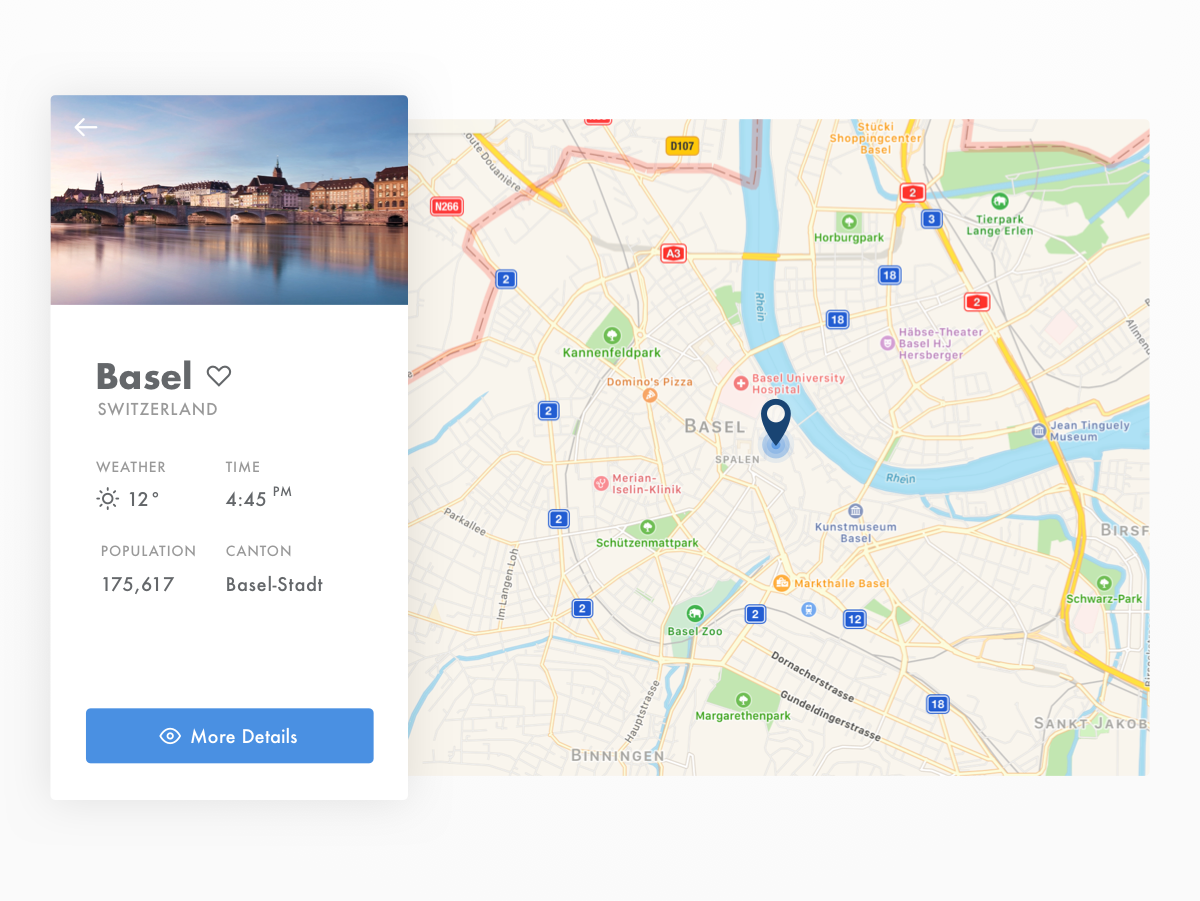 Basel
SWITZERLAND
WEATHER
TIME
12°
4:45 PM
POPULATION
CANTON
175,617
Basel-Stadt
More Details
D107
Stücki
Shoppingcenter
Basel
oute Douanière
N266
2
3
Tierpark
Lange Erlen
Horburgpark
A3
2
18
Rhein
2
18
Häbse-Theater
Basel H.J
Hersberger
Allmend
Kannenfeldpark
Domino's Pizza
Basel University
Hospital
2
BASEL
Jean Tinguely
Museum
SPALEN
Rhein
Merian-
Iselin-Klinik
Parkallee
2
Kunstmuseum
Basel
BIRSF
Schützenmattpark
Im Langen Loh
Markthalle Basel
Schwarz-Park
2
2
12
Basel Zoo
Dornacherstrasse
Hauptstrasse
Gundeldingerstrasse
18
Margarethenpark
SANKT JAKOB
BINNINGEN